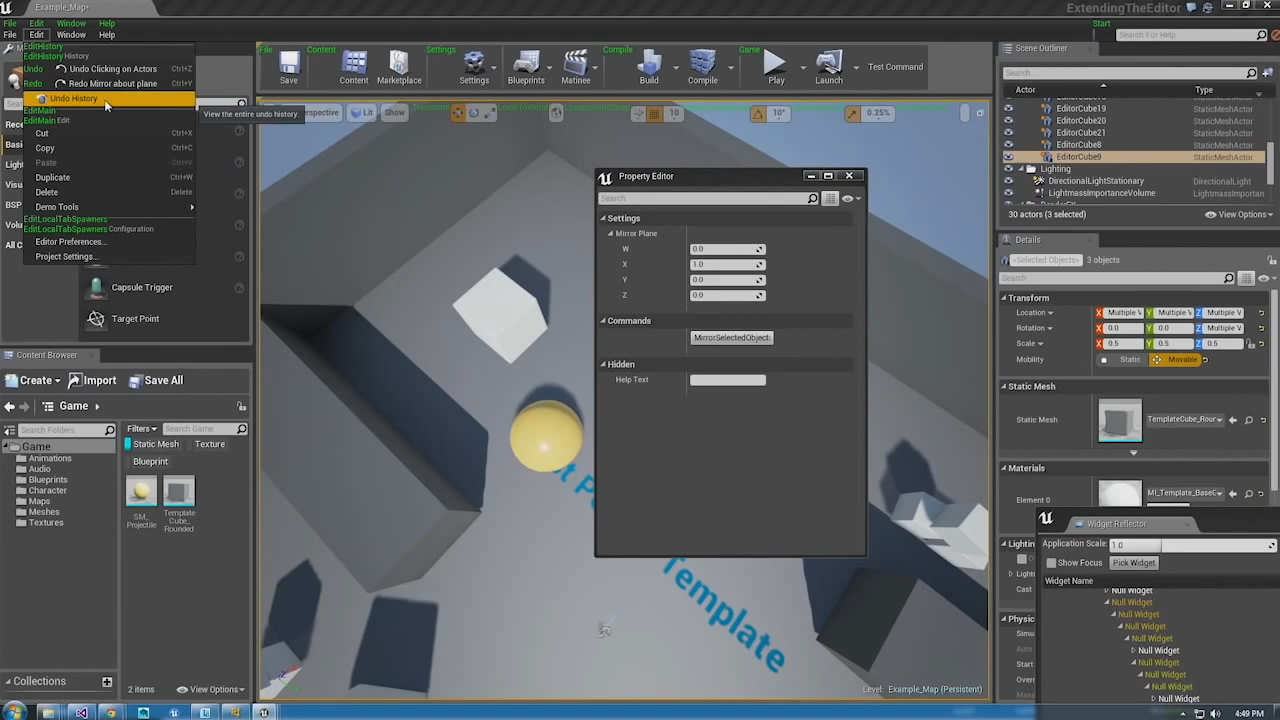 Example_Map+
ExtendingTheEditor
File Edit Window Help
Start
File Edit Window Help
Search For Help
EditHistory
EditHistory History
Undo Undo Clicking on Actors Ctrl+Z
Redo Redo Mirror about plane Ctrl+Y
Undo History
View the entire undo history.
EditMain
EditMain Edit
Cut Ctrl+X
Copy Ctrl+C
Paste Ctrl+V
Duplicate Ctrl+W
Delete Delete
Demo Tools
EditLocalTabSpawners
EditLocalTabSpawners Configuration
Editor Preferences...
Project Settings...
Capsule Trigger
Target Point
File Content Settings Compile Game
Save Content Marketplace Settings Blueprints Matinee Build Compile Play Launch Test Command
Lit Show 10 10° 0.25%
Property Editor
Search
Settings
Mirror Plane
W 0.0
X 1.0
Y 0.0
Z 0.0
Commands
MirrorSelectedObject
Hidden
Help Text
Template
Level: Example_Map (Persistent)
Scene Outliner
Search...
Actor Type
EditorCube20 StaticMeshActor
EditorCube21 StaticMeshActor
EditorCube8 StaticMeshActor
EditorCube9 StaticMeshActor
Lighting
DirectionalLightStationary DirectionalLight
LightmassImportanceVolume LightmassImportan
30 actors (3 selected) View Options
Details
<Selected Objects> 3 objects
Search
Transform
Location X Multiple V Y Multiple V Z Multiple V
Rotation X 0.0 Y 0.0 Z Multiple V
Scale X 0.5 Y 0.5 Z 0.5
Mobility Static Movable
Static Mesh
Static Mesh TemplateCube_Rour
Materials
Element 0 MI_Template_BaseG
Widget Reflector
Application Scale: 1.0
Show Focus Pick Widget
Widget Name
Null Widget
Null Widget
Null Widget
Null Widget
Null Widget
Null Widget
Null Widget
Null Widget
Null Widget
Null Widget
Content Browser
Create Import Save All
Game
Search Folders Filters Search Game
Game
Animations
Audio
Blueprints
Character
Maps
Meshes
Textures
Static Mesh Texture
Blueprint
SM_
Projectile
Template
Cube_
Rounded
Collections
2 items View Options
4:49 PM